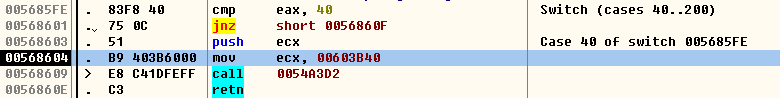 005685FE . 83F8 40 cmp eax, 40 Switch (cases 40..200)
00568601 .⌄ 75 0C jnz short 0056860F
00568603 . 51 push ecx Case 40 of switch 005685FE
00568604 . B9 403B6000 mov ecx, 00603B40
00568609 > E8 C41DFEFF call 0054A3D2
0056860E . C3 retn